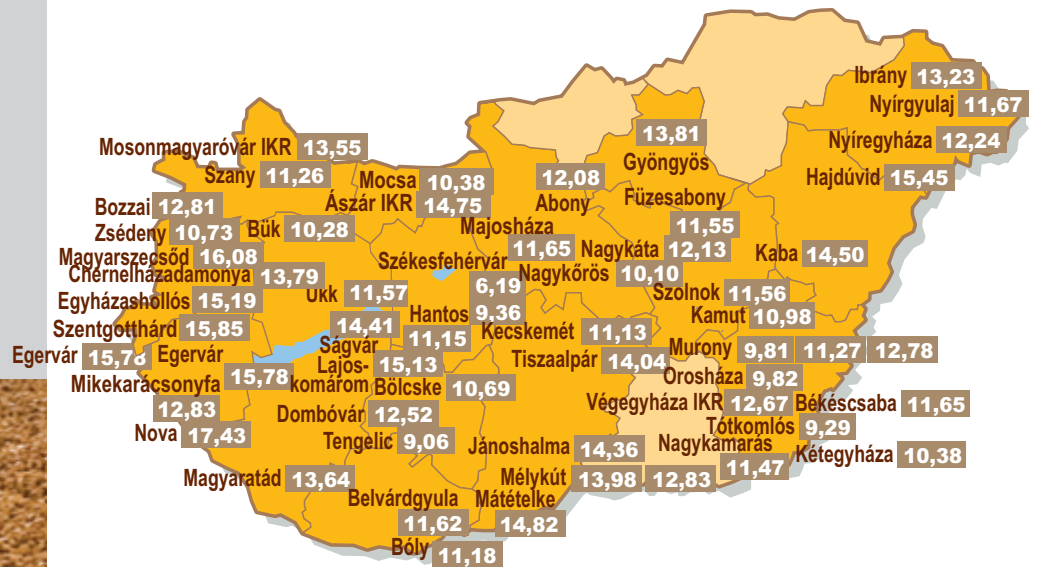 Ibrány 13,23
Nyírgyulaj 11,67
13,81
Gyöngyös
Nyíregyháza 12,24
Mosonmagyaróvár IKR 13,55
Szany 11,26
Mocsa 10,38
12,08
Abony
Hajdúvid 15,45
Füzesabony
11,55
Ászár IKR 14,75
Bozzai 12,81
Zsédeny 10,73
Bük 10,28
Majosháza
11,65
Nagykáta 12,13
Kaba 14,50
Magyarszecsőd 16,08
Székesfehérvár
6,19
Nagykőrös 10,10
Chernelházadamonya 13,79
Ukk 11,57
Szolnok 11,56
Egyházashollós 15,19
Hantos 9,36
Kamut 10,98
Szentgotthárd 15,85
14,41
Ságvár 11,15
Kecskemét 11,13
Egervár 15,78
Egervár
15,78
Lajos-
komárom 15,13
Tiszaalpár 14,04
Murony 9,81 11,27 12,78
Mikekarácsonyfa
12,83
Bölcske 10,69
Orosháza 9,82
Végegyháza IKR 12,67
Békéscsaba 11,65
Dombóvár 12,52
Tótkomlós 9,29
Nova 17,43
Tengelic 9,06
Jánoshalma 14,36
Nagykamarás
11,47
Kétegyháza 10,38
Magyaratád 13,64
Mélykút 13,98 12,83
Belvárdgyula
11,62
Mátételke
14,82
Bóly 11,18